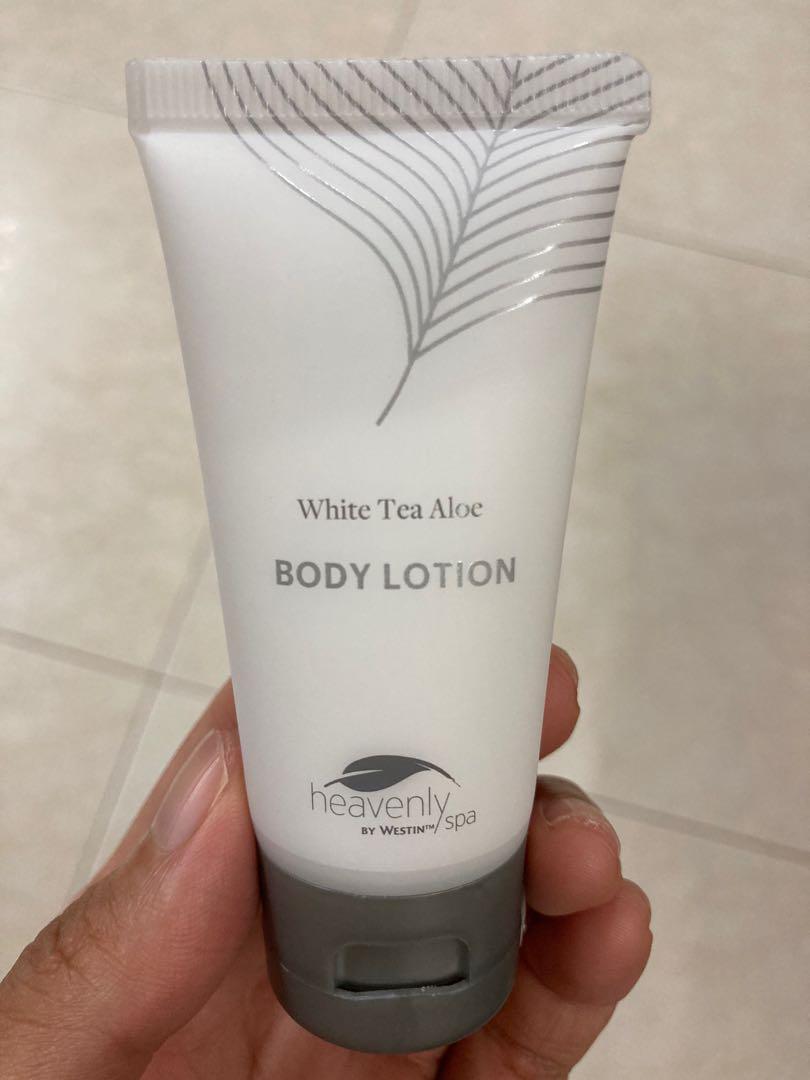 White Tea Aloe
BODY LOTION
heavenly
BY WESTIN™ spa